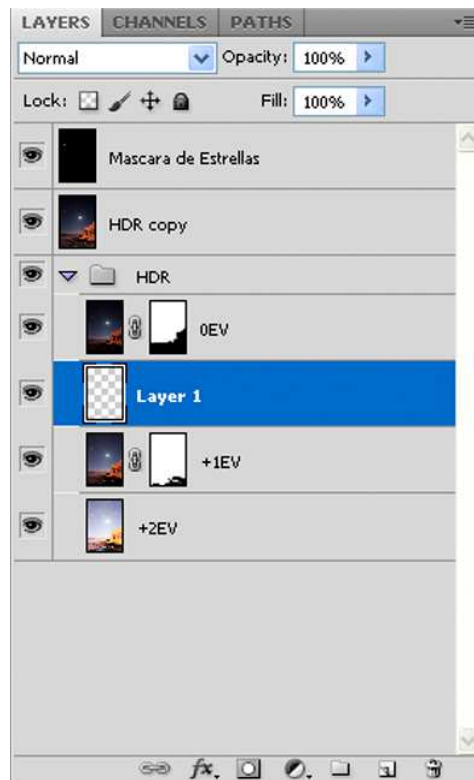 LAYERS CHANNELS PATHS
Normal Opacity: 100%
Lock: Fill: 100%
Mascara de Estrellas
HDR copy
HDR
0EV
Layer 1
+1EV
+2EV
fx.